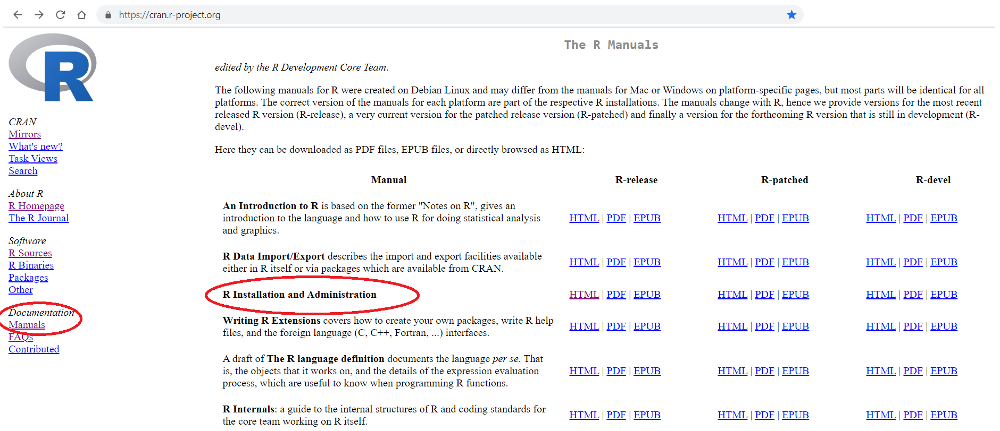 https://cran.r-project.org
R
CRAN
Mirrors
What's new?
Task Views
Search
About R
R Homepage
The R Journal
Software
R Sources
R Binaries
Packages
Other
Documentation
Manuals
FAQs
Contributed
The R Manuals
edited by the R Development Core Team.
The following manuals for R were created on Debian Linux and may differ from the manuals for Mac or Windows on platform-specific pages, but most parts will be identical for all
platforms. The correct version of the manuals for each platform are part of the respective R installations. The manuals change with R, hence we provide versions for the most recent
released R version (R-release), a very current version for the patched release version (R-patched) and finally a version for the forthcoming R version that is still in development (R-
devel).
Here they can be downloaded as PDF files, EPUB files, or directly browsed as HTML:
Manual R-release R-patched R-devel
An Introduction to R is based on the former "Notes on R", gives an
introduction to the language and how to use R for doing statistical analysis
and graphics.
HTML | PDF | EPUB HTML | PDF | EPUB HTML | PDF | EPUB
R Data Import/Export describes the import and export facilities available
either in R itself or via packages which are available from CRAN.
HTML | PDF | EPUB HTML | PDF | EPUB HTML | PDF | EPUB
R Installation and Administration HTML | PDF | EPUB HTML | PDF | EPUB HTML | PDF | EPUB
Writing R Extensions covers how to create your own packages, write R help
files, and the foreign language (C, C++, Fortran, ...) interfaces.
HTML | PDF | EPUB HTML | PDF | EPUB HTML | PDF | EPUB
A draft of The R language definition documents the language per se. That
is, the objects that it works on, and the details of the expression evaluation
process, which are useful to know when programming R functions.
HTML | PDF | EPUB HTML | PDF | EPUB HTML | PDF | EPUB
R Internals: a guide to the internal structures of R and coding standards for
the core team working on R itself.
HTML | PDF | EPUB HTML | PDF | EPUB HTML | PDF | EPUB